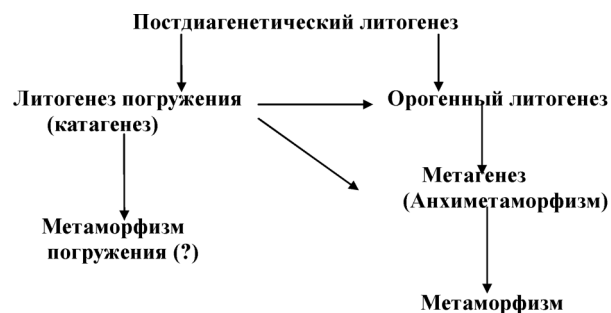 Постдиагенетический литогенез
Литогенез погружения
(катагенез)
Орогенный литогенез
Метагенез
(Анхиметаморфизм)
Метаморфизм
погружения (?)
Метаморфизм